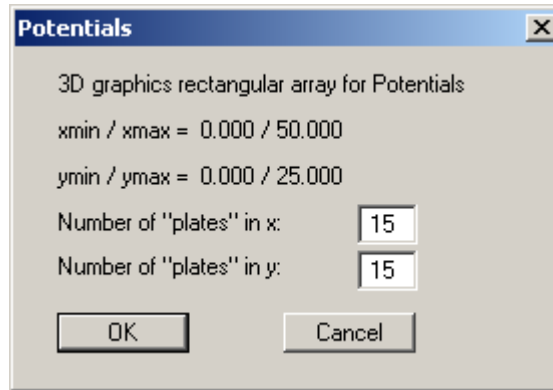 Potentials
3D graphics rectangular array for Potentials
xmin / xmax = 0.000 / 50.000
ymin / ymax = 0.000 / 25.000
Number of "plates" in x: 15
Number of "plates" in y: 15
OK Cancel